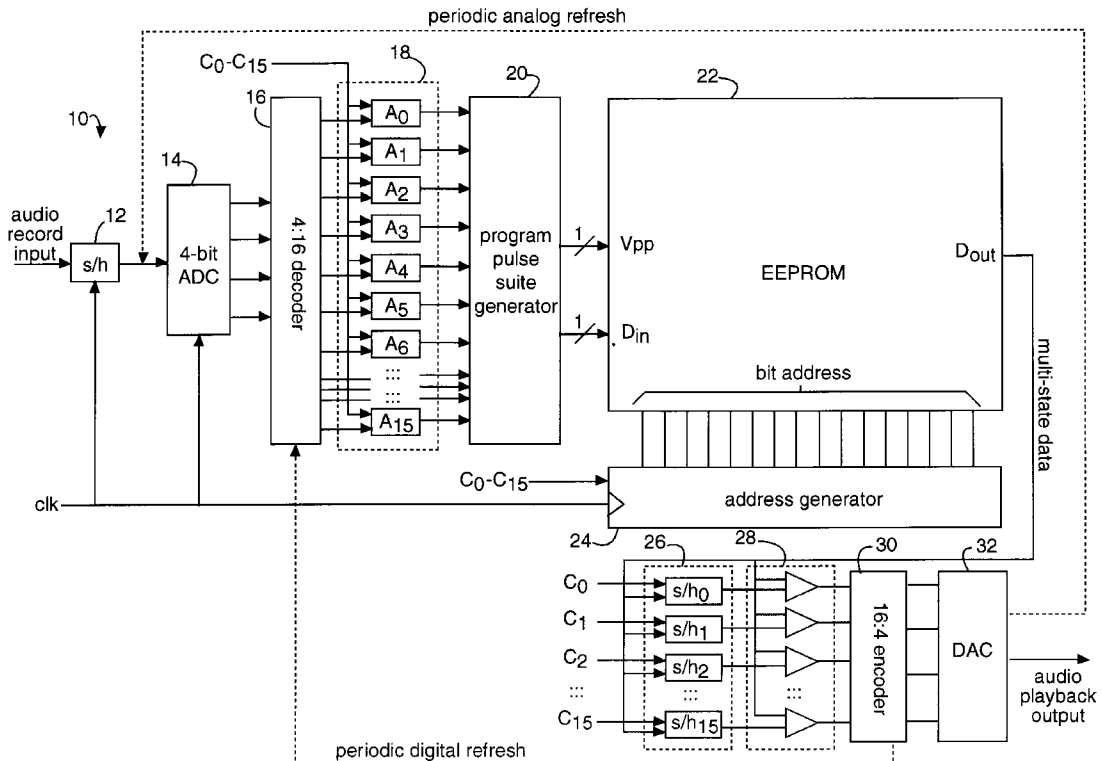 periodic analog refresh
C0-C15
18
20
22
16
10
14
12
audio
record
input
s/h
4-bit
ADC
4:16 decoder
A0
A1
A2
A3
A4
A5
A6
:::
:::
A15
program
pulse
suite
generator
1
1
Vpp
Din
EEPROM
Dout
bit address
multi-state
data
C0-C15
address generator
clk
24
26
28
30
32
C0
C1
C2
:::
C15
s/h0
s/h1
s/h2
:::
s/h15
:::
16:4 encoder
DAC
audio
playback
output
periodic digital refresh